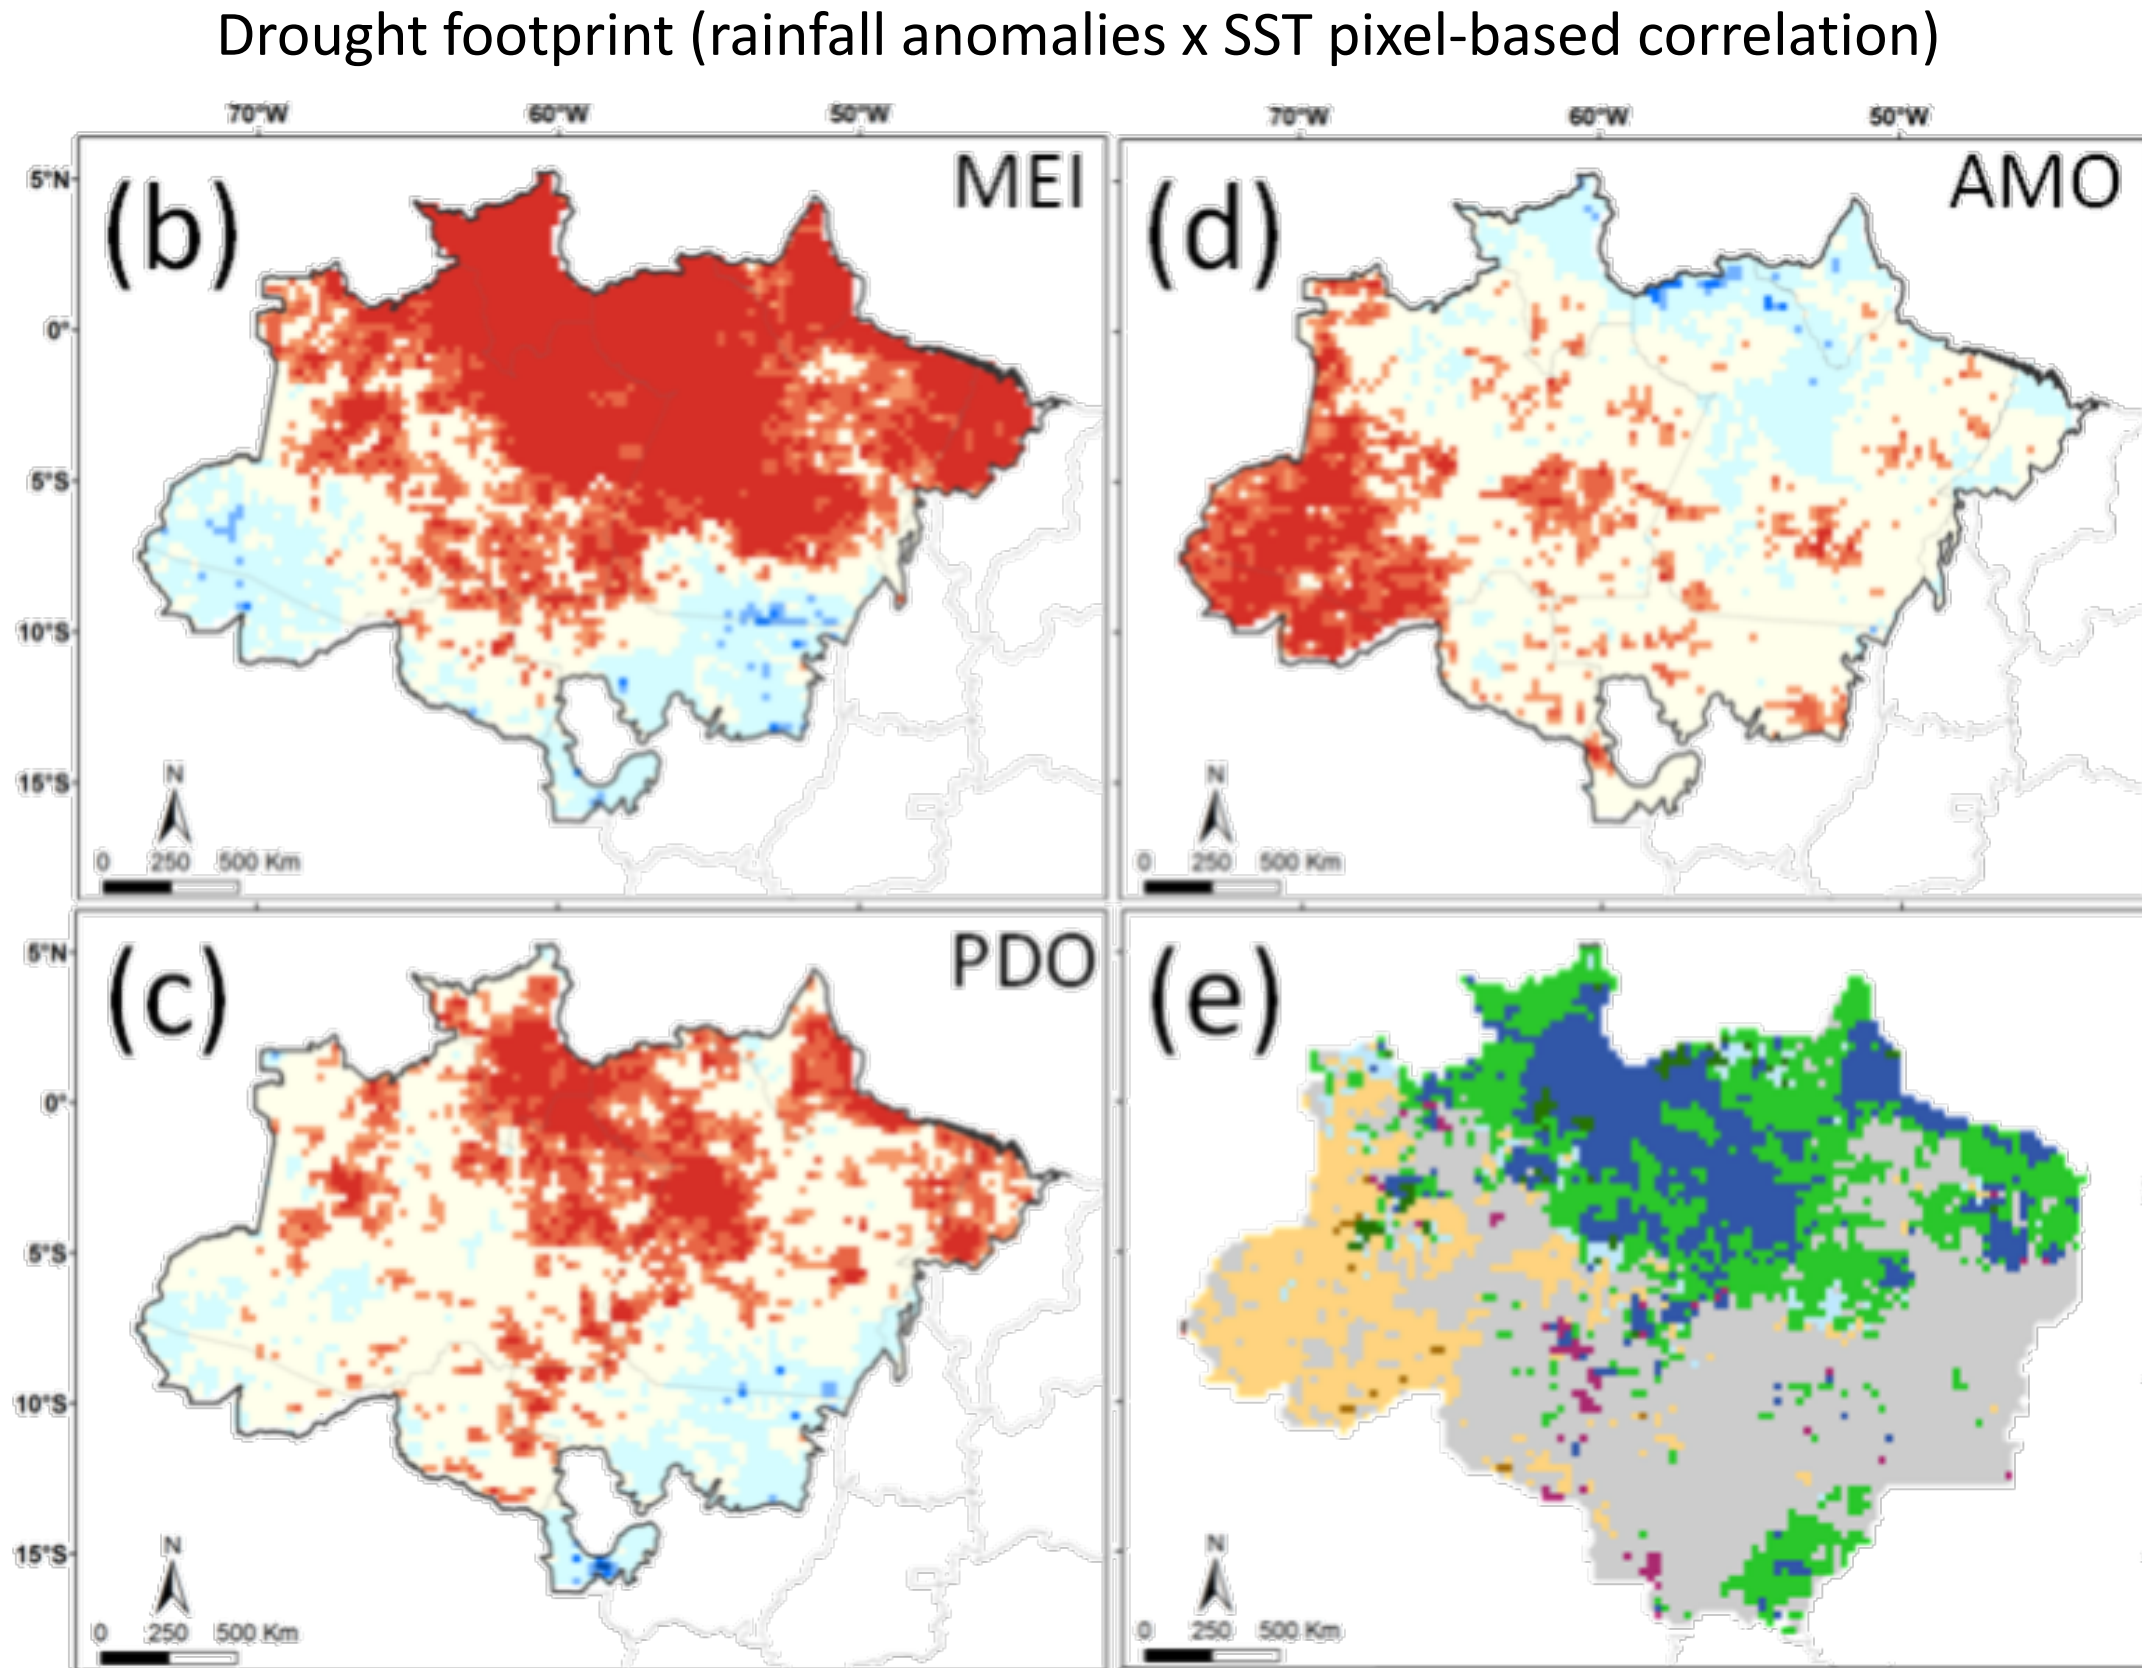 Drought footprint (rainfall anomalies x SST pixel-based correlation)
70°W 60°W 50°W
70°W 60°W 50°W
5°N
0°
5°S
10°S
15°S
(b)
MEI
N
0 250 500 Km
(d)
AMO
N
0 250 500 Km
5°N
0°
5°S
10°S
15°S
(c)
PDO
N
0 250 500 Km
(e)
N
0 250 500 Km